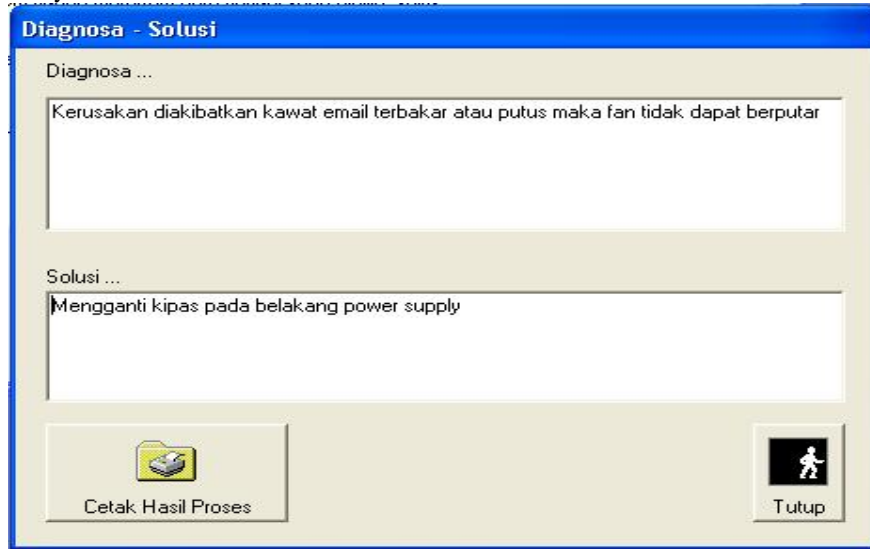 Diagnosa - Solusi
Diagnosa ...
Kerusakan diakibatkan kawat email terbakar atau putus maka fan tidak dapat berputar
Solusi ...
Mengganti kipas pada belakang power supply
Cetak Hasil Proses
Tutup